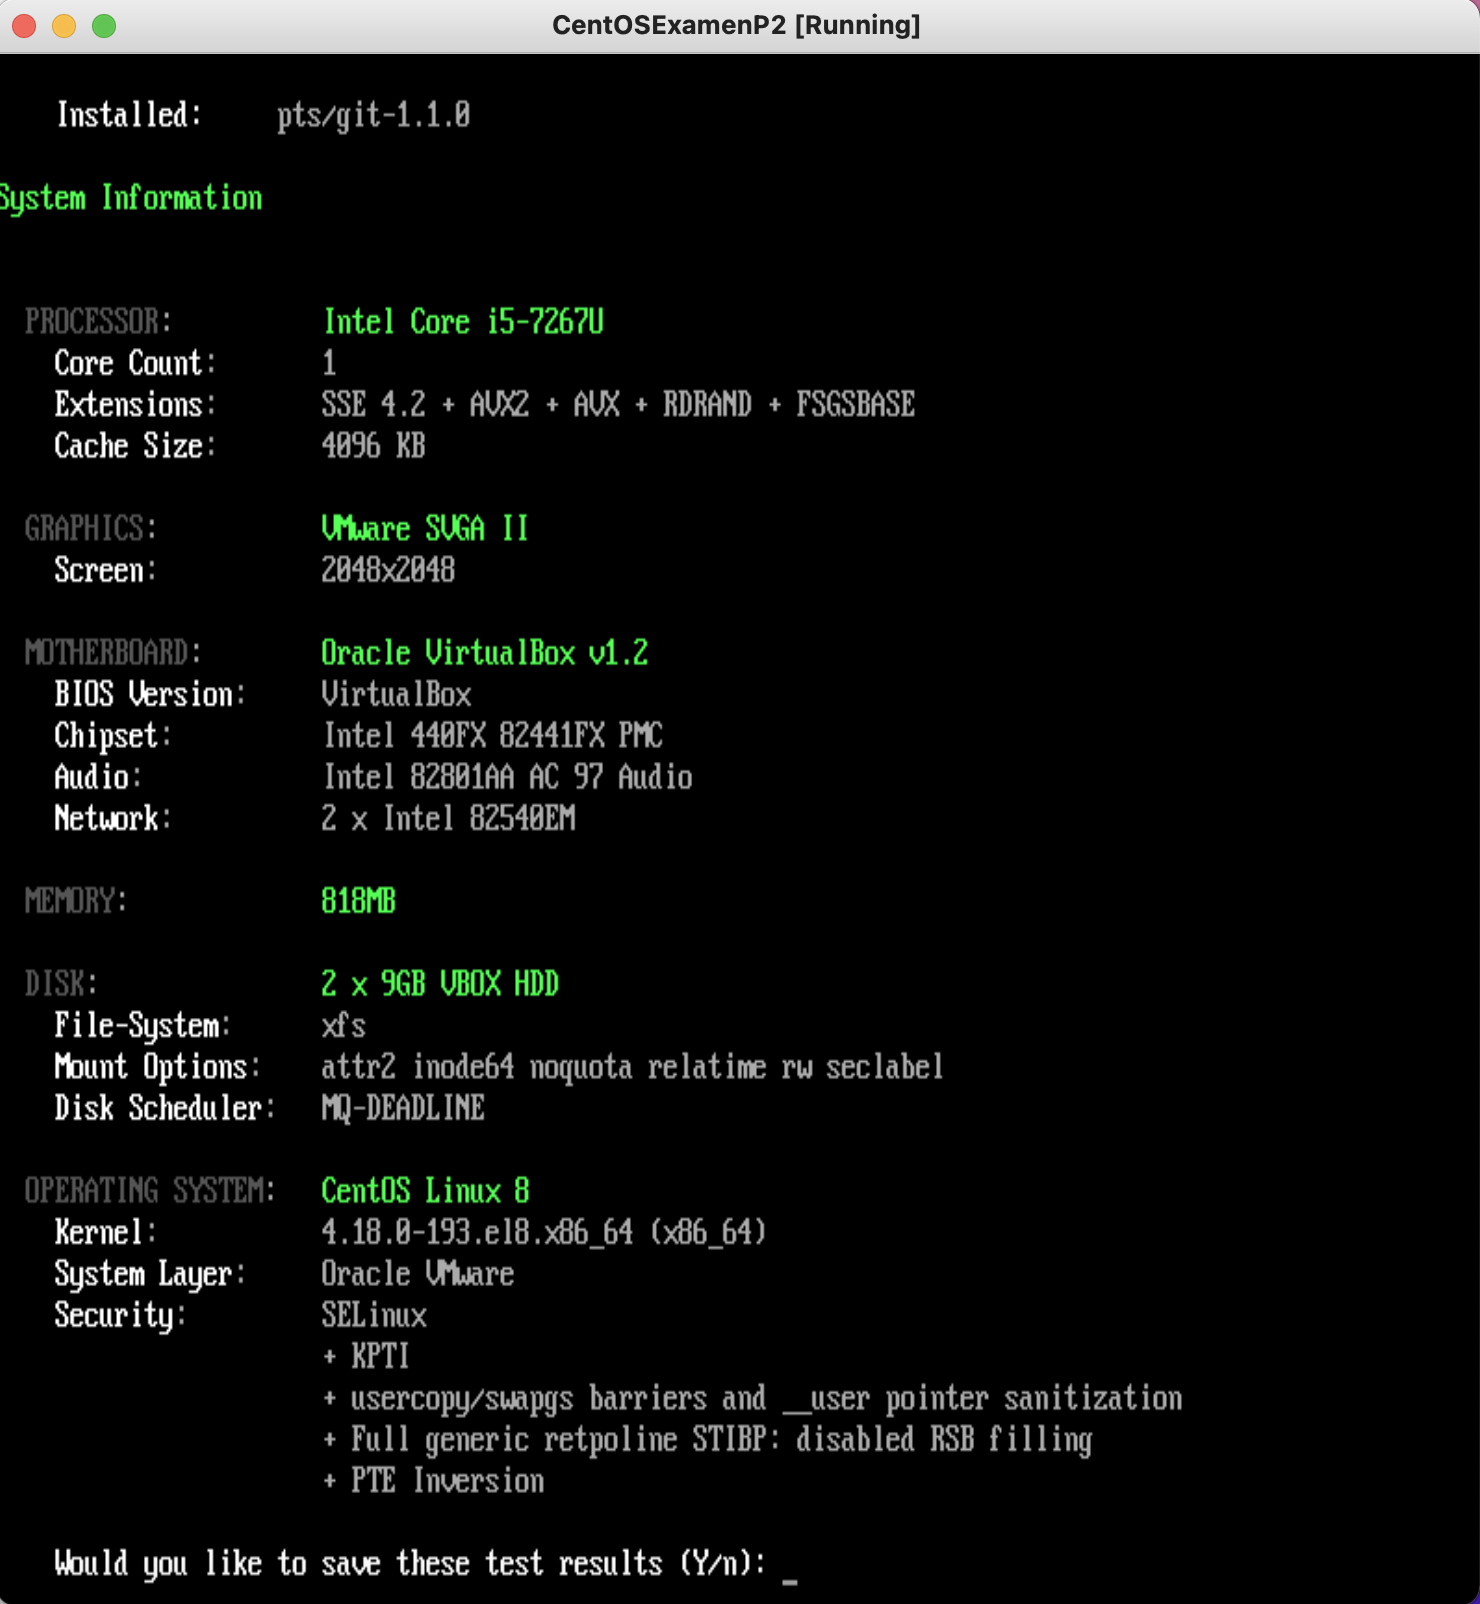 CentOSExamenP2 [Running]
Installed: pts/git-1.1.0
System Information
PROCESSOR: Intel Core i5-7267U
Core Count: 1
Extensions: SSE 4.2 + AVX2 + AVX + RDRAND + FSGSBASE
Cache Size: 4096 KB
GRAPHICS: VMware SVGA II
Screen: 2048x2048
MOTHERBOARD: Oracle VirtualBox v1.2
BIOS Version: VirtualBox
Chipset: Intel 440FX 82441FX PMC
Audio: Intel 82801AA AC 97 Audio
Network: 2 x Intel 82540EM
MEMORY: 818MB
DISK: 2 x 9GB VBOX HDD
File-System: xfs
Mount Options: attr2 inode64 noquota relatime rw seclabel
Disk Scheduler: MQ-DEADLINE
OPERATING SYSTEM: CentOS Linux 8
Kernel: 4.18.0-193.el8.x86_64 (x86_64)
System Layer: Oracle VMware
Security: SELinux
+ KPTI
+ usercopy/swapgs barriers and __user pointer sanitization
+ Full generic retpoline STIBP: disabled RSB filling
+ PTE Inversion
Would you like to save these test results (Y/n): _